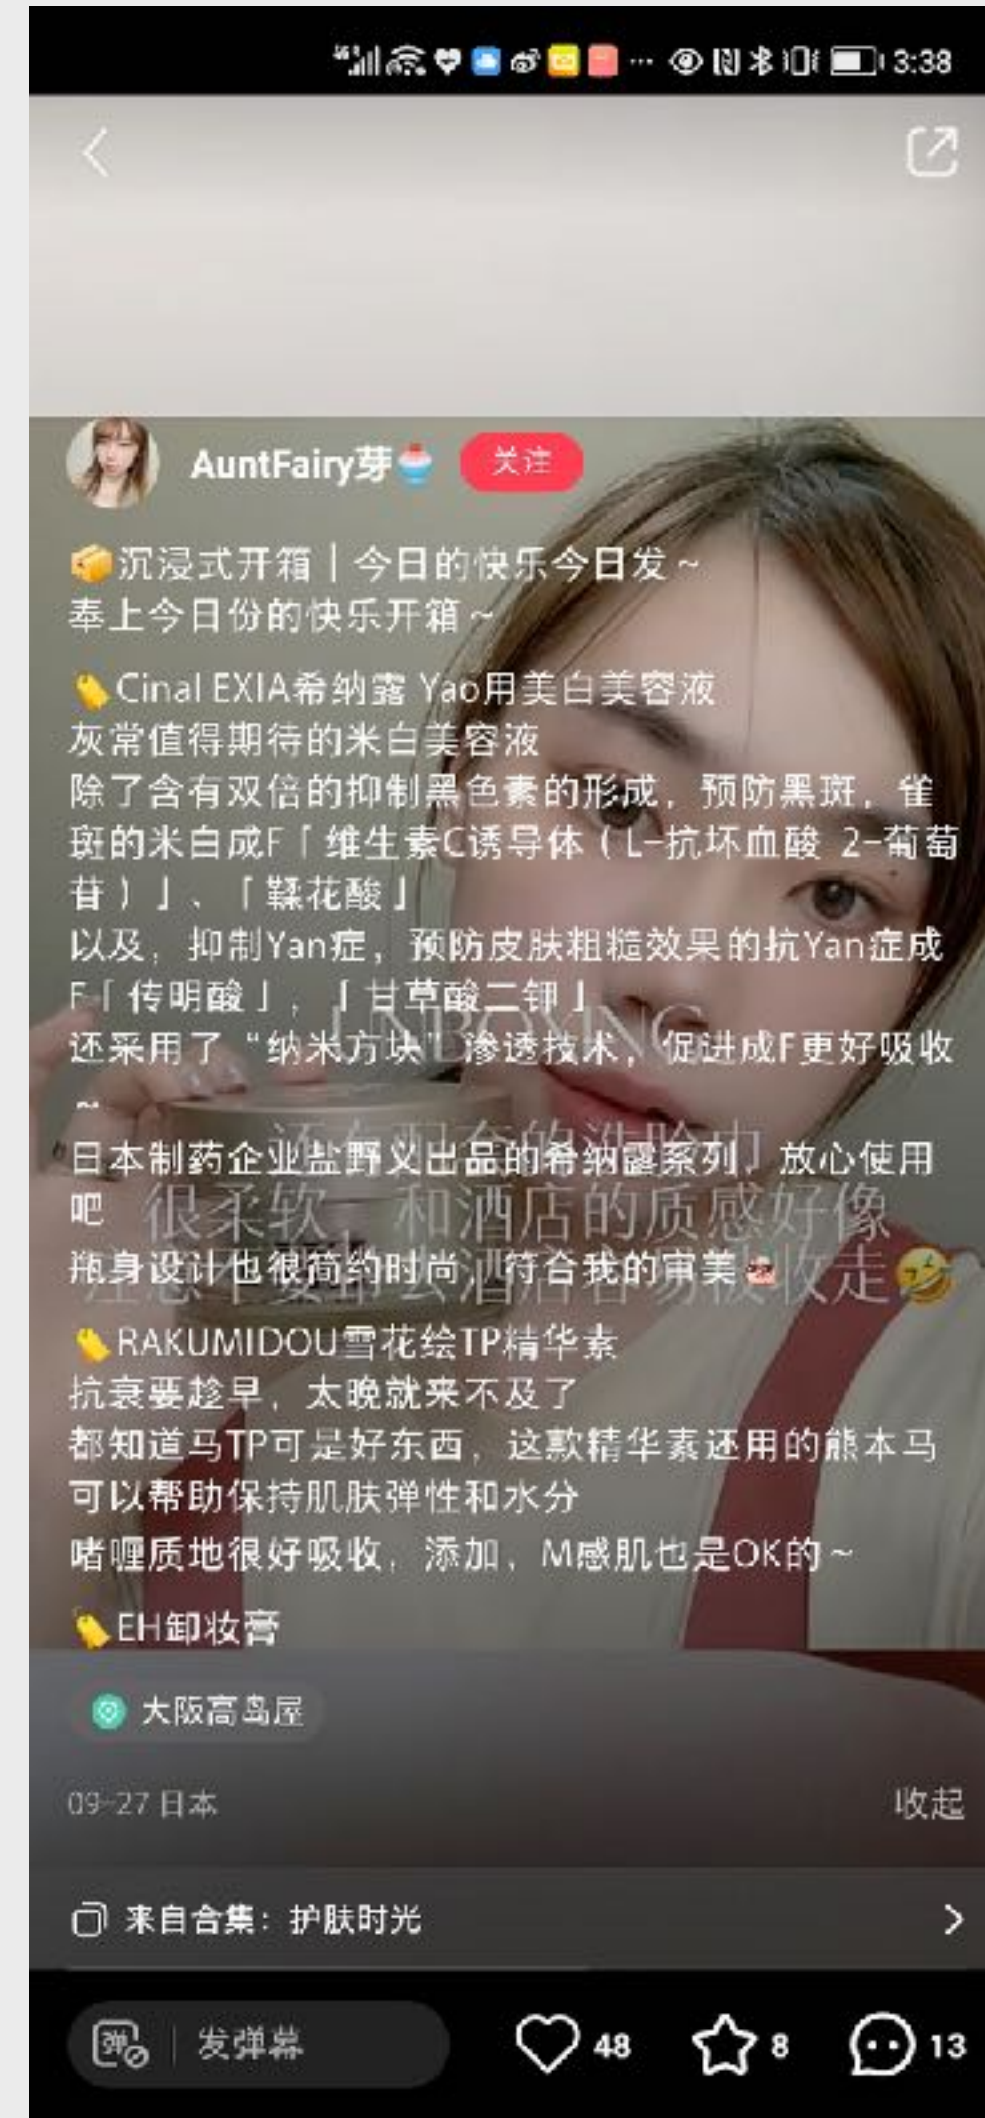 3:38
AuntFairy芽🍧 关注
📦沉浸式开箱｜今日的快乐今日发～
奉上今日份的快乐开箱～
🏷️Cinal EXIA希纳露 Yao用美白美容液
灰常值得期待的米白美容液
除了含有双倍的抑制黑色素的形成，预防黑斑，雀
斑的米白成F「维生素C诱导体（L-抗坏血酸 2-葡萄
苷）」、「鞣花酸」
以及，抑制Yan症，预防皮肤粗糙效果的抗Yan症成
F「传明酸」，「甘草酸二钾」
UNBOXING
还采用了“纳米方块”渗透技术，促进成F更好吸收
～
日本制药企业盐野义出品的希纳露系列，放心使用
吧
很柔软，和酒店的质感好像
瓶身设计也很简约时尚，符合我的审美
🏷️RAKUMIDOU雪花绘TP精华素
抗衰要趁早，太晚就来不及了
都知道马TP可是好东西，这款精华素还用的熊本马
可以帮助保持肌肤弹性和水分
啫喱质地很好吸收，添加，M感肌也是OK的～
🏷️EH卸妆膏
大阪高岛屋
09-27 日本 收起
来自合集：护肤时光
弹 发弹幕 48 8 13